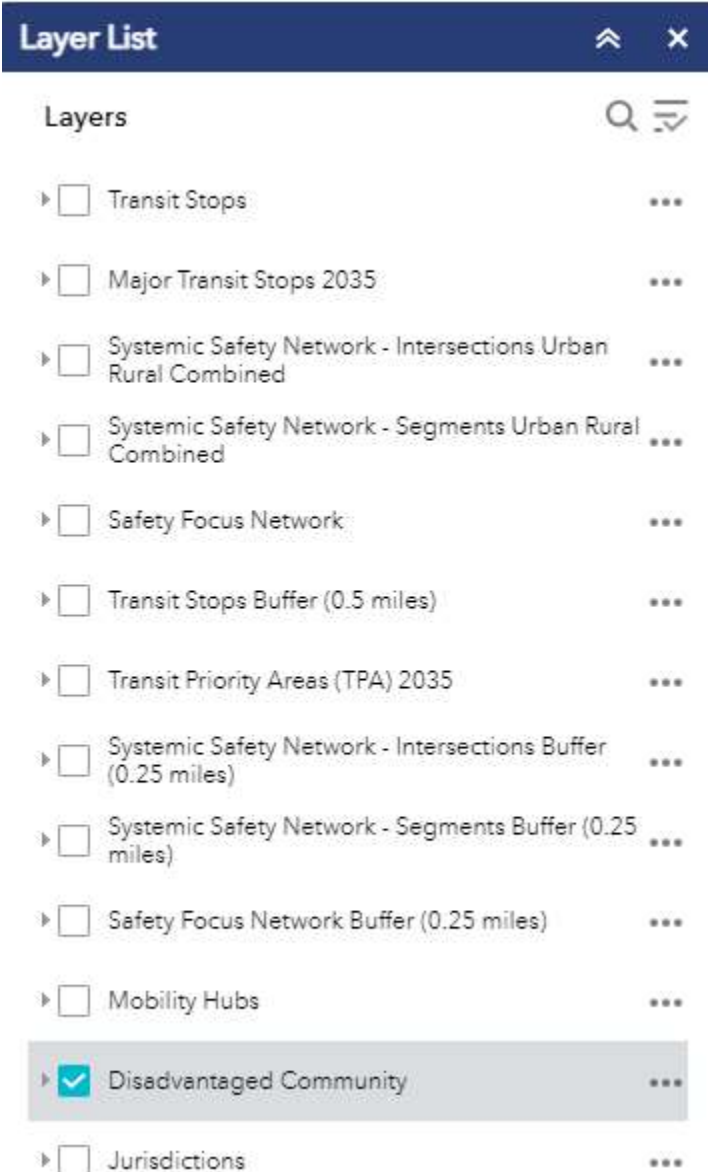 Layer List
Layers
Transit Stops
Major Transit Stops 2035
Systemic Safety Network - Intersections Urban
Rural Combined
Systemic Safety Network - Segments Urban Rural
Combined
Safety Focus Network
Transit Stops Buffer (0.5 miles)
Transit Priority Areas (TPA) 2035
Systemic Safety Network - Intersections Buffer
(0.25 miles)
Systemic Safety Network - Segments Buffer (0.25
miles)
Safety Focus Network Buffer (0.25 miles)
Mobility Hubs
Disadvantaged Community
Jurisdictions